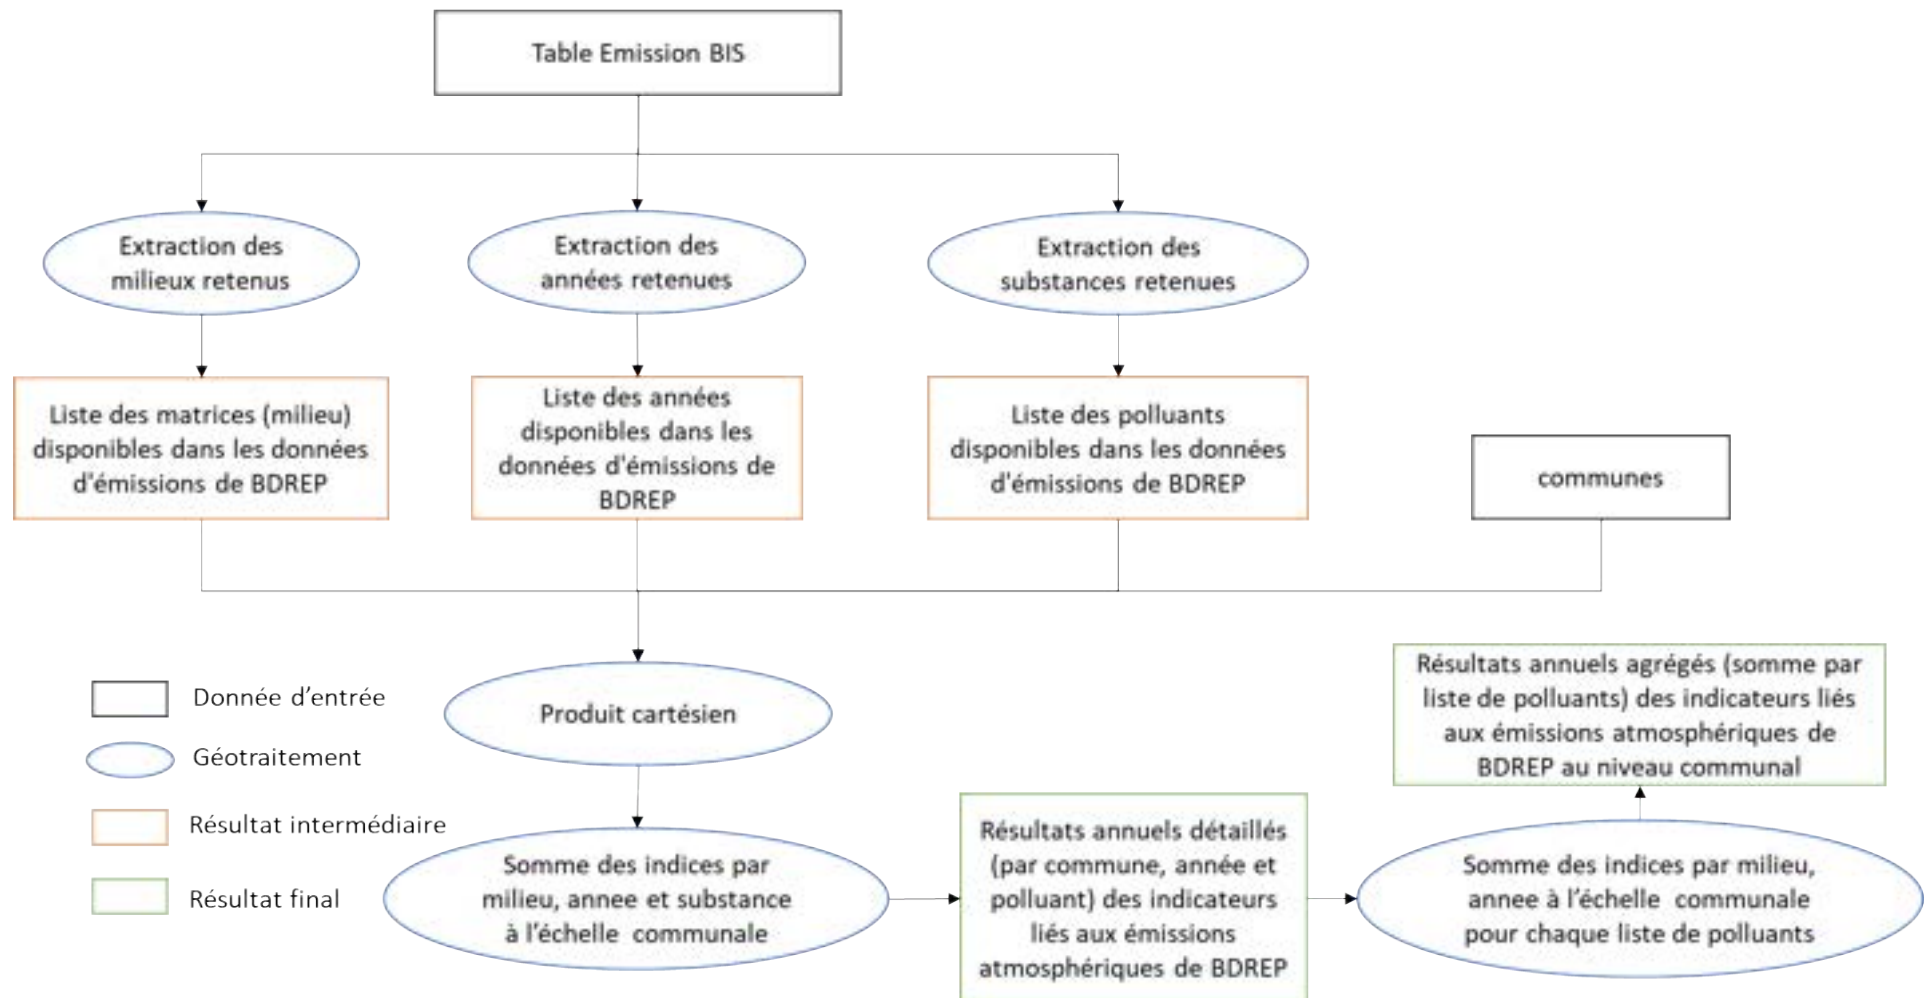 Table Emission BIS
Extraction des
milieux retenus
Extraction des
années retenues
Extraction des
substances retenues
Liste des matrices (milieu)
disponibles dans les données
d'émissions de BDREP
Liste des années
disponibles dans les
données d'émissions de
BDREP
Liste des polluants
disponibles dans les données
d'émissions de BDREP
communes
Produit cartésien
Donnée d'entrée
Géotraitement
Résultat intermédiaire
Résultat final
Somme des indices par
milieu, annee et substance
à l'échelle communale
Résultats annuels détaillés
(par commune, année et
polluant) des indicateurs
liés aux émissions
atmosphériques de BDREP
Somme des indices par milieu,
annee à l'échelle communale
pour chaque liste de polluants
Résultats annuels agrégés (somme par
liste de polluants) des indicateurs liés
aux émissions atmosphériques de
BDREP au niveau communal